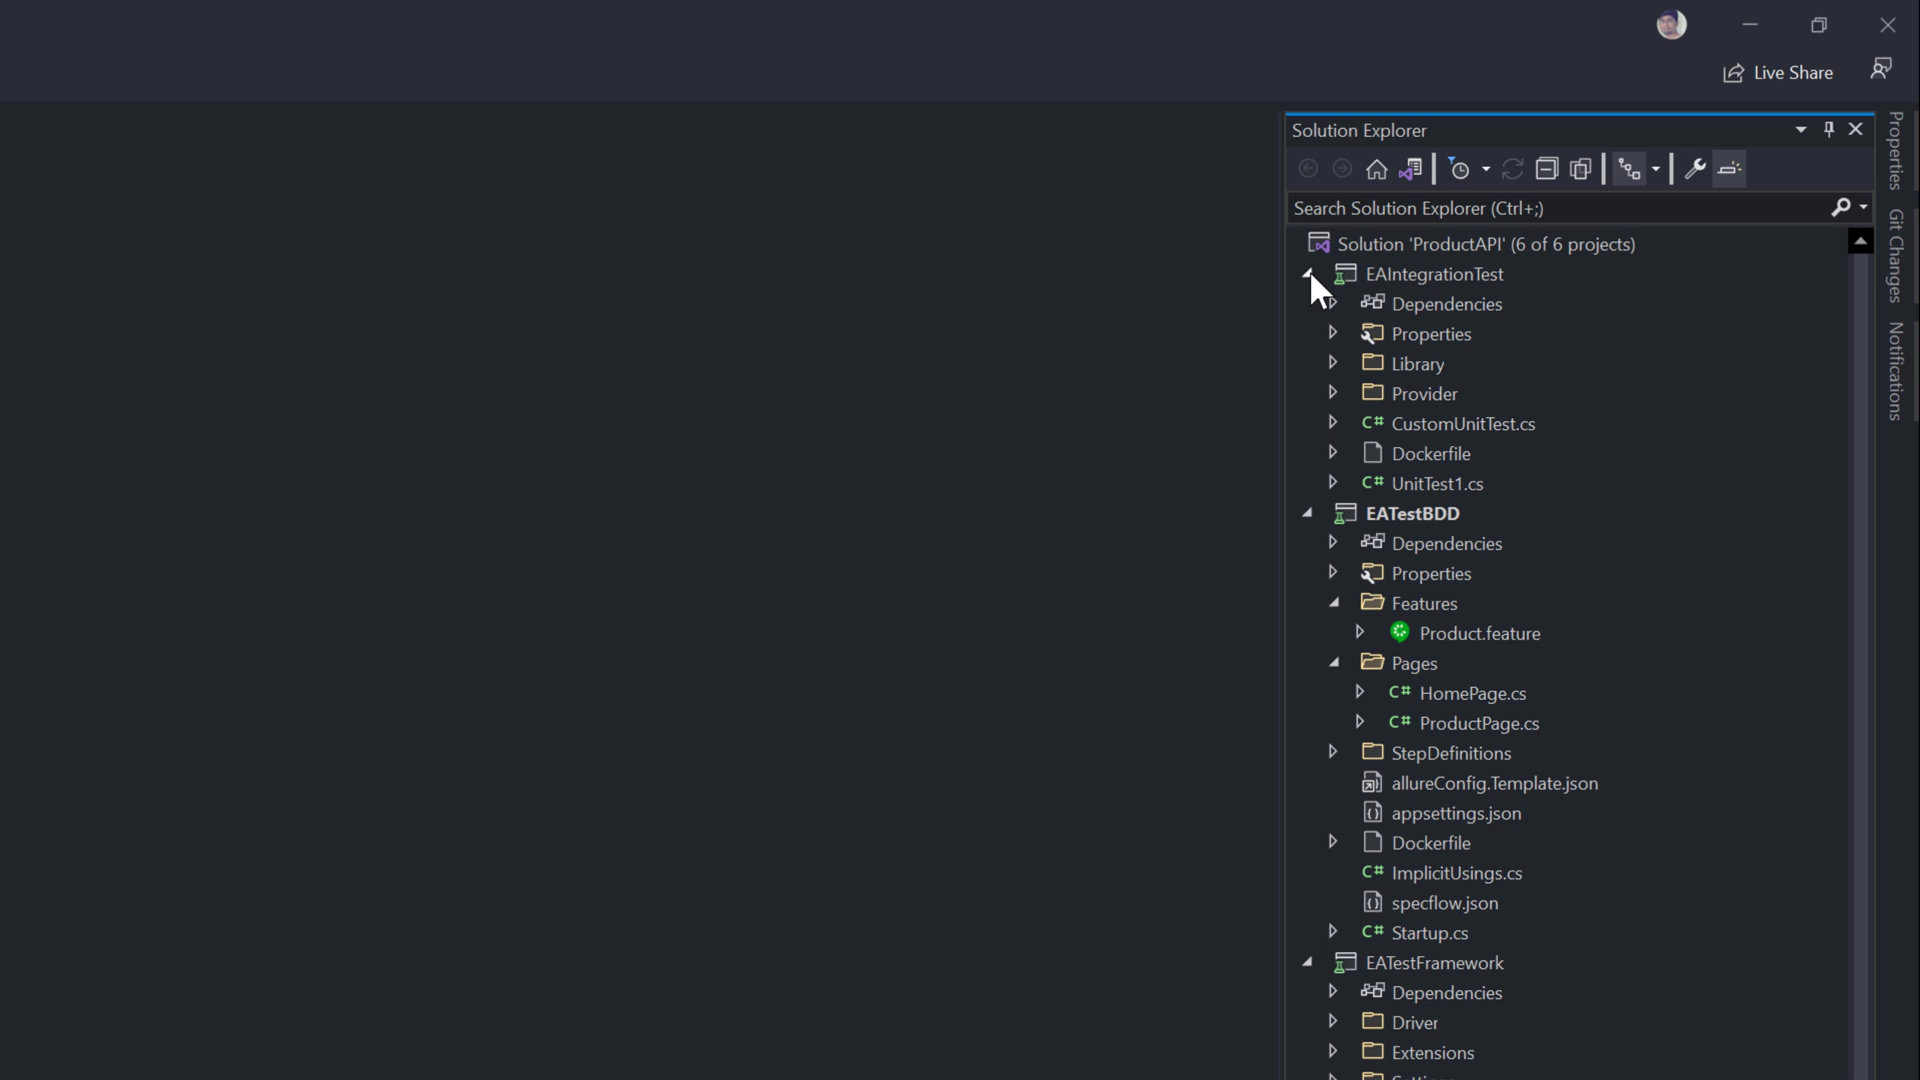 Live Share
Solution Explorer
Search Solution Explorer (Ctrl+;)
Solution 'ProductAPI' (6 of 6 projects)
EAIntegrationTest
Dependencies
Properties
Library
Provider
C# CustomUnitTest.cs
Dockerfile
C# UnitTest1.cs
EATestBDD
Dependencies
Properties
Features
Product.feature
Pages
C# HomePage.cs
C# ProductPage.cs
StepDefinitions
allureConfig.Template.json
appsettings.json
Dockerfile
C# ImplicitUsings.cs
specflow.json
C# Startup.cs
EATestFramework
Dependencies
Driver
Extensions
Properties
Git Changes
Notifications